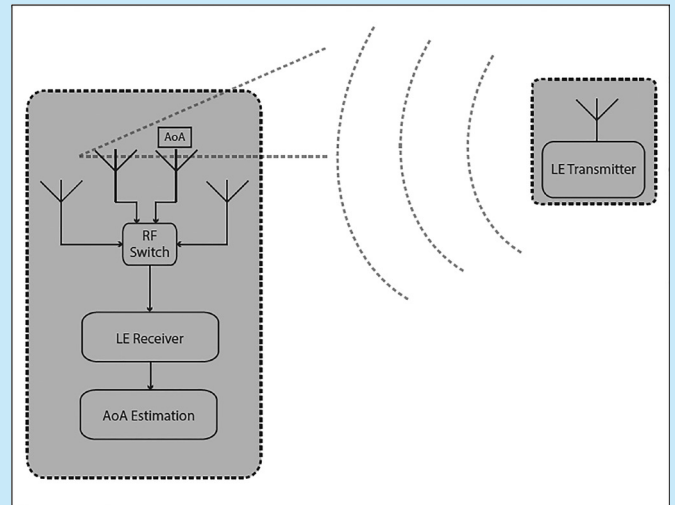 AoA
RF
Switch
LE Receiver
AoA Estimation
LE Transmitter